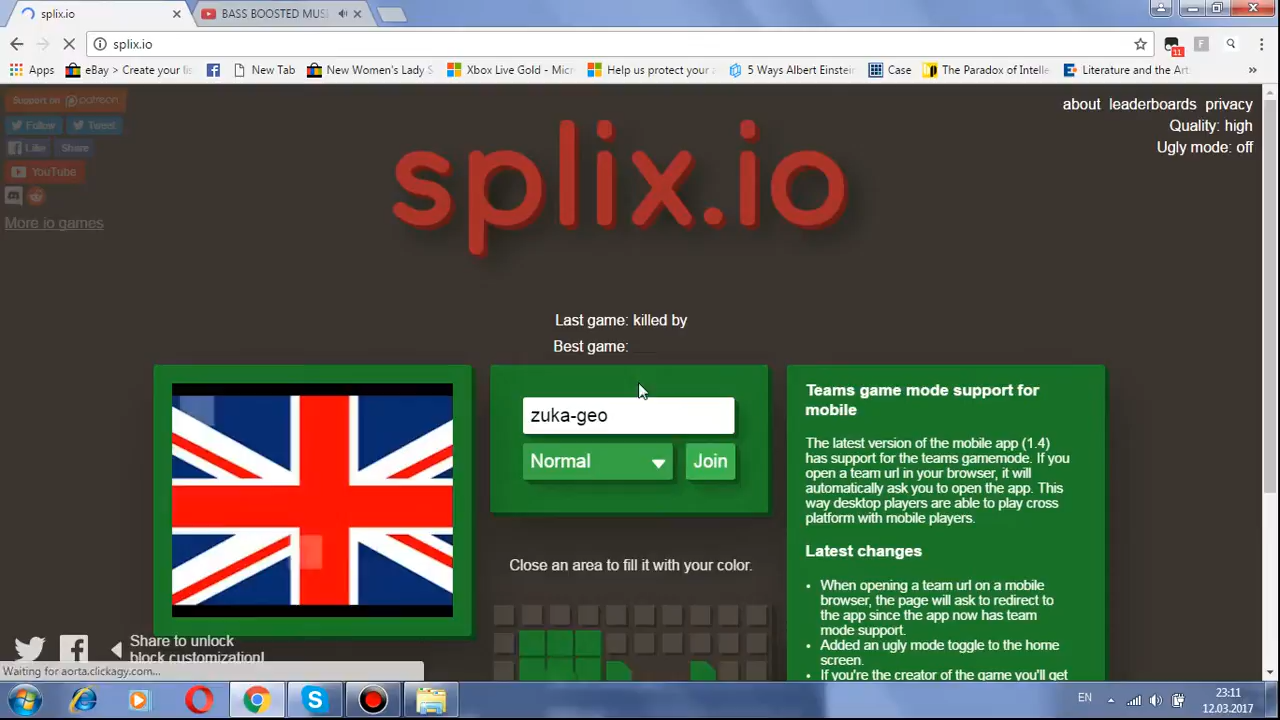 splix.io
BASS BOOSTED MUS
splix.io
Apps
eBay > Create your fi
New Tab
New Women's Lady S
Xbox Live Gold - Micr
Help us protect your
5 Ways Albert Einstein
Case
The Paradox of Intelle
Literature and the Art
»
Support on patreon
Follow
Tweet
Like
Share
YouTube
More io games
about leaderboards privacy
Quality: high
Ugly mode: off
splix.io
Last game: killed by
Best game:
zuka-geo
Normal
Join
Close an area to fill it with your color.
Teams game mode support for
mobile
The latest version of the mobile app (1.4)
has support for the teams gamemode. If you
open a team url in your browser, it will
automatically ask you to open the app. This
way desktop players are able to play cross
platform with mobile players.
Latest changes
• When opening a team url on a mobile
browser, the page will ask to redirect to
the app since the app now has team
mode support.
• Added an ugly mode toggle to the home
screen.
• If you're the creator of the game you'll get
Share to unlock
block customization!
Waiting for aorta.clickagy.com...
EN
23:11
12.03.2017
11
F